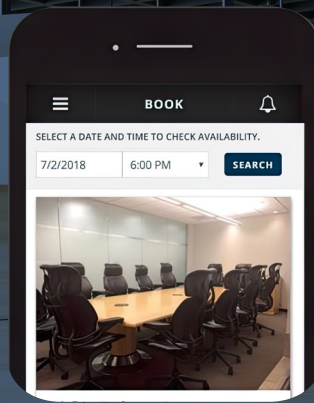 BOOK
SELECT A DATE AND TIME TO CHECK AVAILABILITY.
7/2/2018 6:00 PM SEARCH